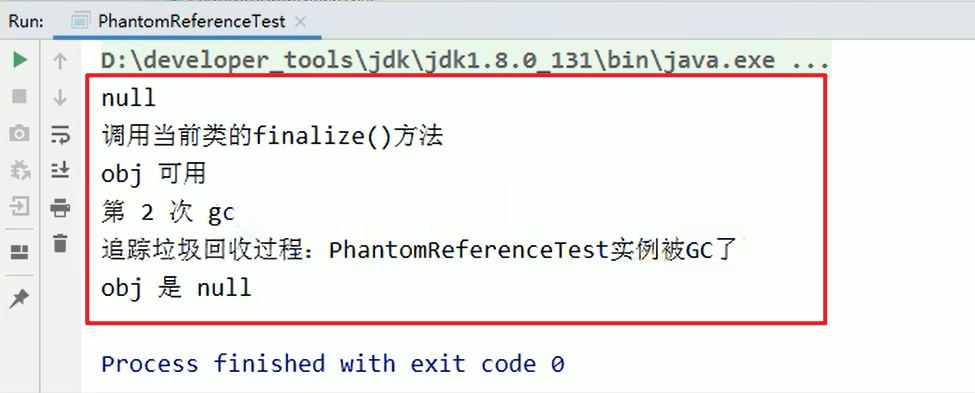 Run: PhantomReferenceTest
D:\developer_tools\jdk\jdk1.8.0_131\bin\java.exe ...
null
调用当前类的finalize()方法
obj 可用
第 2 次 gc
追踪垃圾回收过程：PhantomReferenceTest实例被GC了
obj 是 null
Process finished with exit code 0